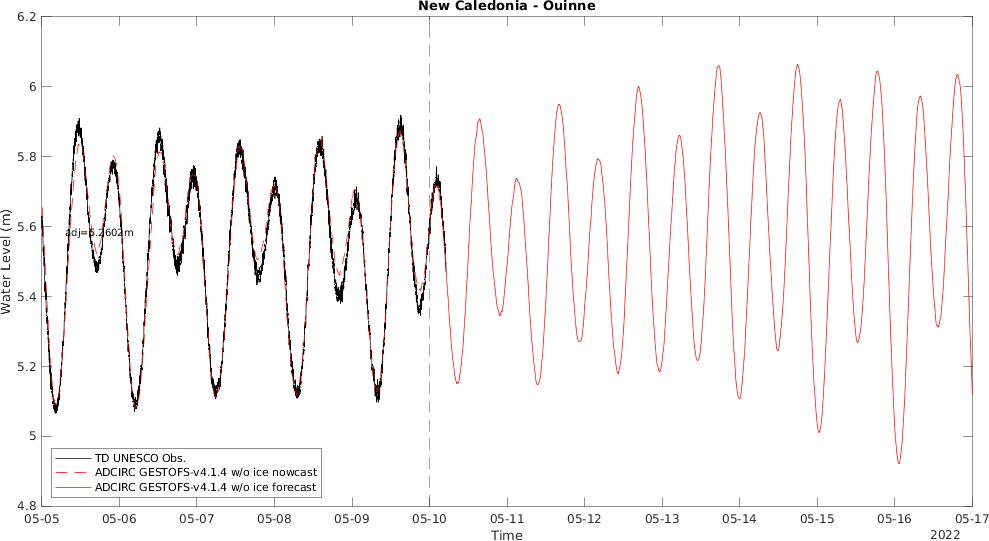 New Caledonia - Ouinne
6.2
6
5.8
5.6
5.4
5.2
5
4.8
Water Level (m)
adj=5.2602m
TD UNESCO Obs.
ADCIRC GESTOFS-v4.1.4 w/o ice nowcast
ADCIRC GESTOFS-v4.1.4 w/o ice forecast
05-05 05-06 05-07 05-08 05-09 05-10 05-11 05-12 05-13 05-14 05-15 05-16 05-17
Time
2022